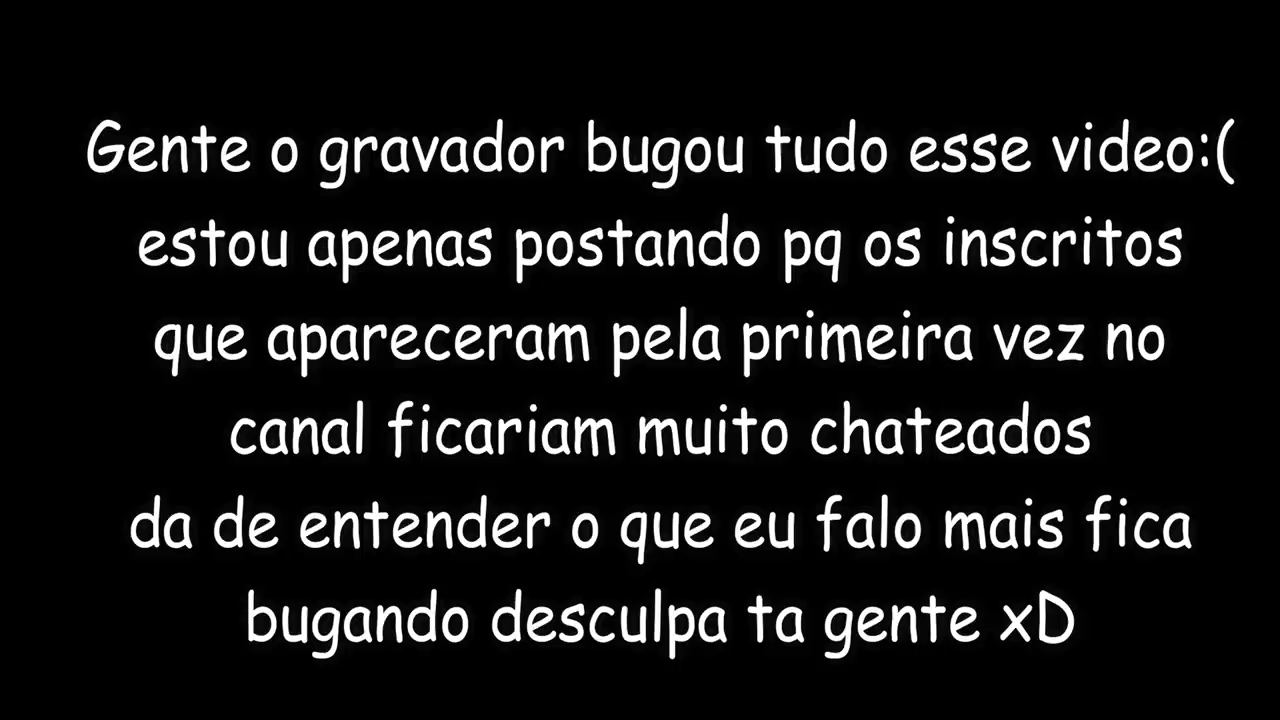 Gente o gravador bugou tudo esse video:(
estou apenas postando pq os inscritos
que apareceram pela primeira vez no
canal ficariam muito chateados
da de entender o que eu falo mais fica
bugando desculpa ta gente xD